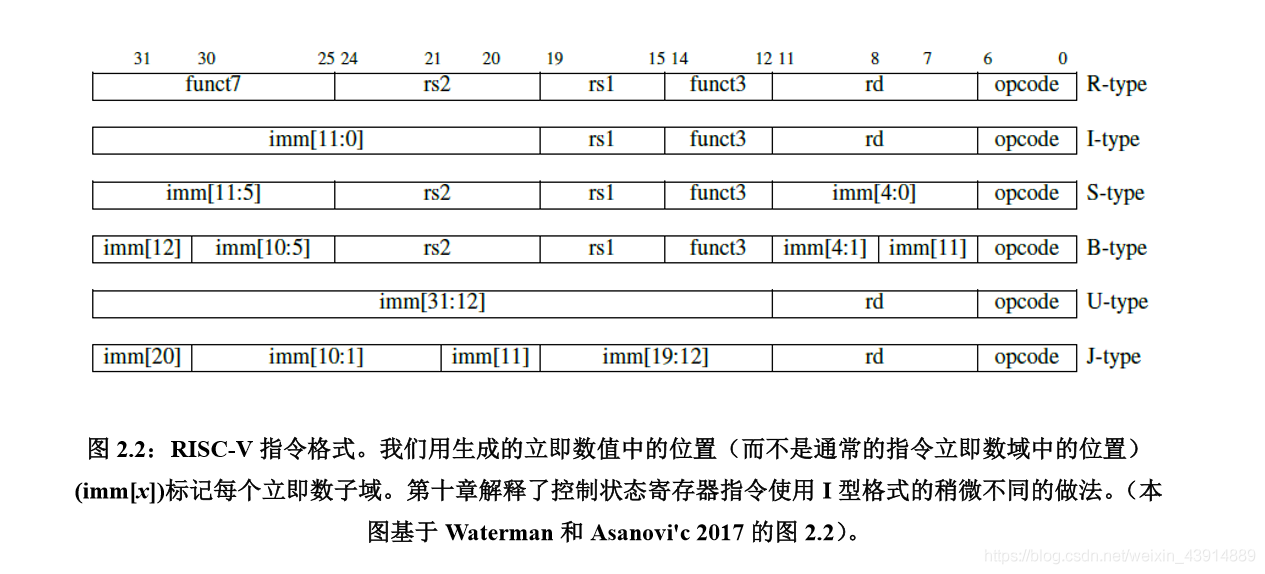 31 30 25 24 21 20 19 15 14 12 11 8 7 6 0
funct7 rs2 rs1 funct3 rd opcode R-type
imm[11:0] rs1 funct3 rd opcode I-type
imm[11:5] rs2 rs1 funct3 imm[4:0] opcode S-type
imm[12] imm[10:5] rs2 rs1 funct3 imm[4:1] imm[11] opcode B-type
imm[31:12] rd opcode U-type
imm[20] imm[10:1] imm[11] imm[19:12] rd opcode J-type
图 2.2：RISC-V 指令格式。我们用生成的立即数值中的位置（而不是通常的指令立即数域中的位置）
(imm[x])标记每个立即数子域。第十章解释了控制状态寄存器指令使用 I 型格式的稍微不同的做法。（本
图基于 Waterman 和 Asanovi'c 2017 的图 2.2）。
https://blog.csdn.net/weixin_43914889